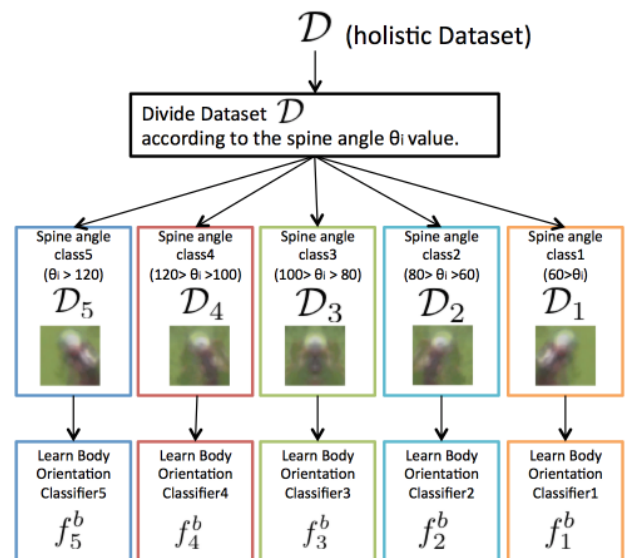 𝒟 (holistic Dataset)
Divide Dataset 𝒟
according to the spine angle θi value.
Spine angle
class5
(θi > 120)
𝒟5
Spine angle
class4
(120> θi >100)
𝒟4
Spine angle
class3
(100> θi > 80)
𝒟3
Spine angle
class2
(80> θi >60)
𝒟2
Spine angle
class1
(60>θi)
𝒟1
Learn Body
Orientation
Classifier5
f5b
Learn Body
Orientation
Classifier4
f4b
Learn Body
Orientation
Classifier3
f3b
Learn Body
Orientation
Classifier2
f2b
Learn Body
Orientation
Classifier1
f1b